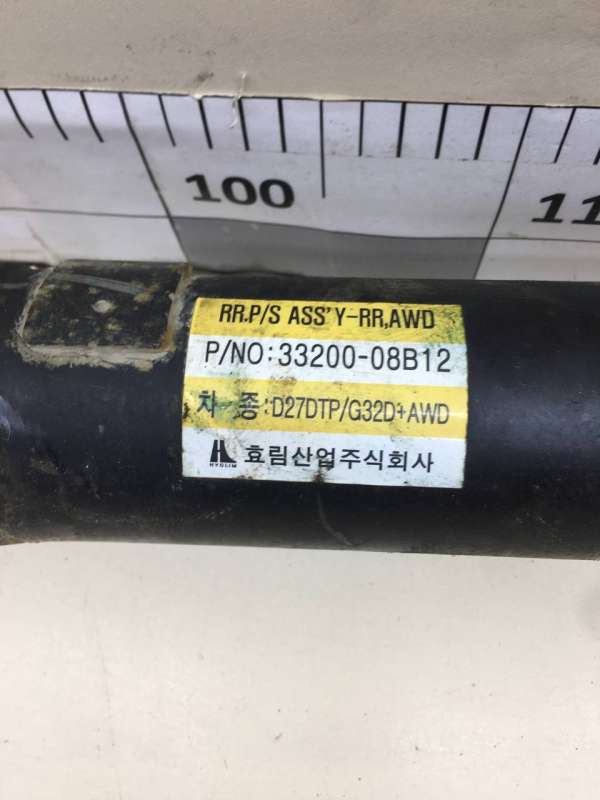 100
11
RR.P/S ASS'Y-RR,AWD
P/NO:33200-08B12
차 종:D27DTP/G32D+AWD
HYOLIM 효림산업주식회사